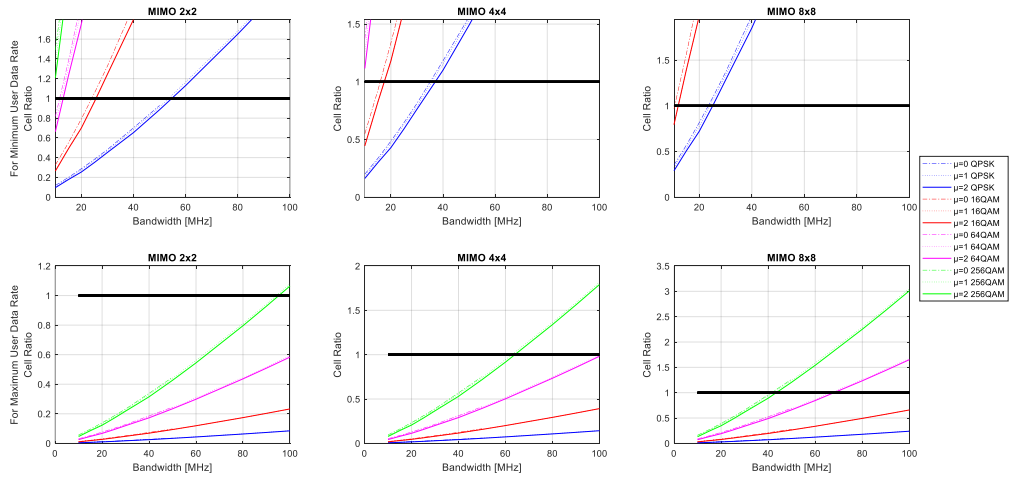 MIMO 2x2
MIMO 4x4
MIMO 8x8
For Minimum User Data Rate
Cell Ratio
1.6
1.4
1.2
1
0.8
0.6
0.4
0.2
0
20 40 60 80 100
Bandwidth [MHz]
Cell Ratio
1.5
1
0.5
0
20 40 60 80 100
Bandwidth [MHz]
Cell Ratio
1.5
1
0.5
0
20 40 60 80 100
Bandwidth [MHz]
μ=0 QPSK
μ=1 QPSK
μ=2 QPSK
μ=0 16QAM
μ=1 16QAM
μ=2 16QAM
μ=0 64QAM
μ=1 64QAM
μ=2 64QAM
μ=0 256QAM
μ=1 256QAM
μ=2 256QAM
MIMO 2x2
MIMO 4x4
MIMO 8x8
For Maximum User Data Rate
Cell Ratio
1.2
1
0.8
0.6
0.4
0.2
0
0 20 40 60 80 100
Bandwidth [MHz]
Cell Ratio
2
1.5
1
0.5
0
0 20 40 60 80 100
Bandwidth [MHz]
Cell Ratio
3.5
3
2.5
2
1.5
1
0.5
0
0 20 40 60 80 100
Bandwidth [MHz]